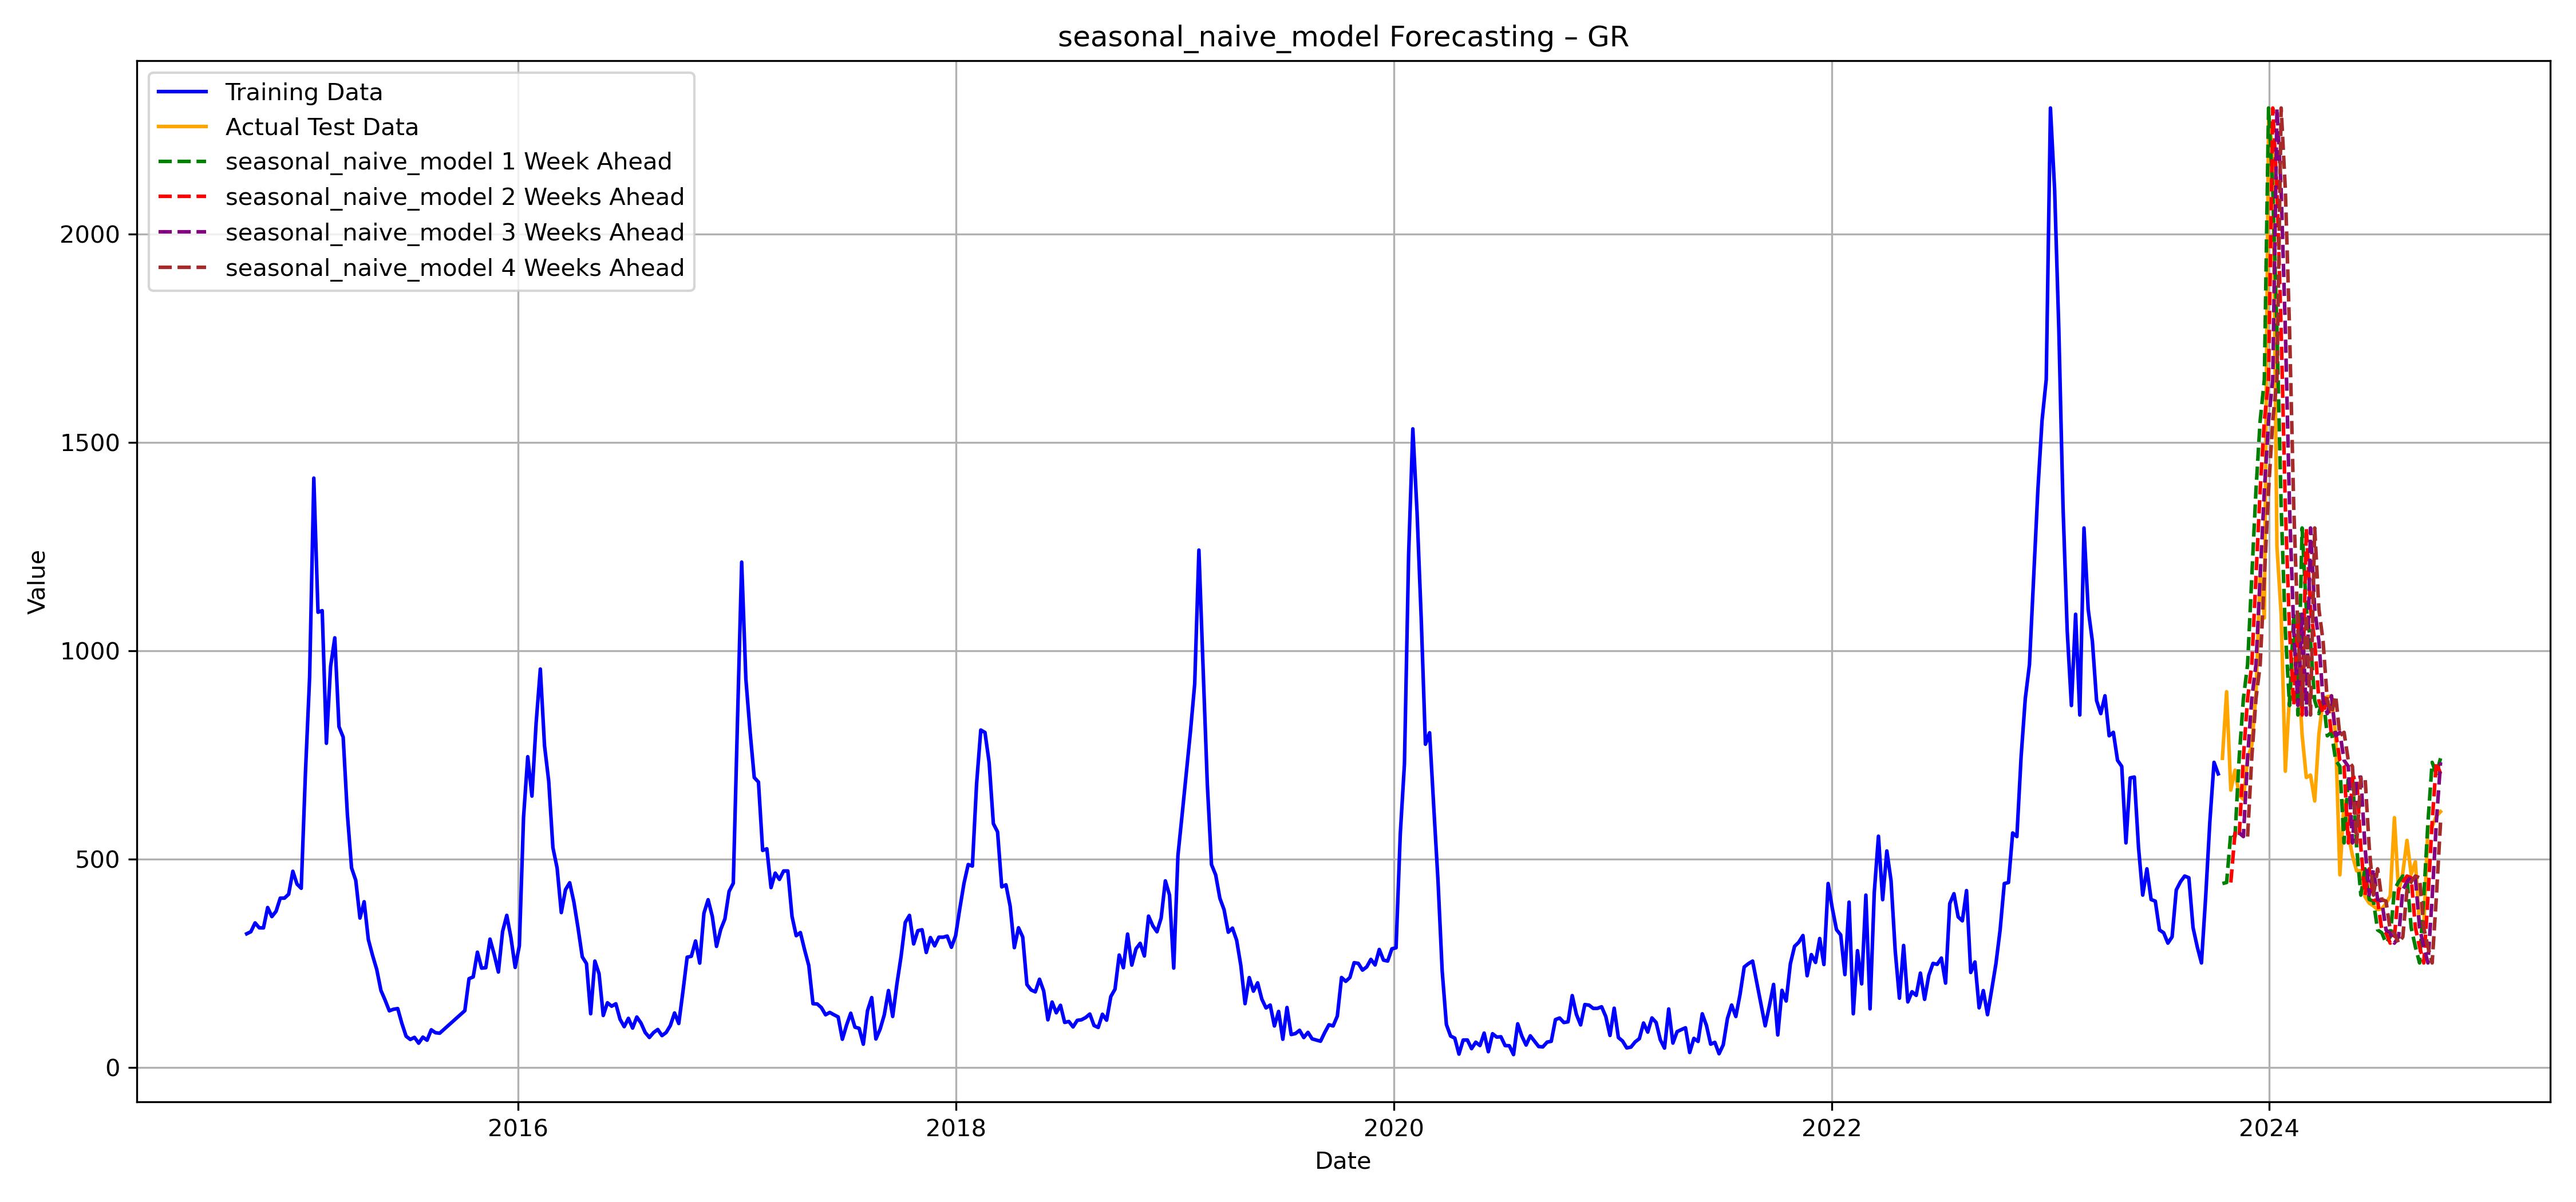 seasonal_naive_model Forecasting – GR
Training Data
Actual Test Data
seasonal_naive_model 1 Week Ahead
seasonal_naive_model 2 Weeks Ahead
seasonal_naive_model 3 Weeks Ahead
seasonal_naive_model 4 Weeks Ahead
2000
1500
1000
500
0
Value
2016
2018
2020
2022
2024
Date